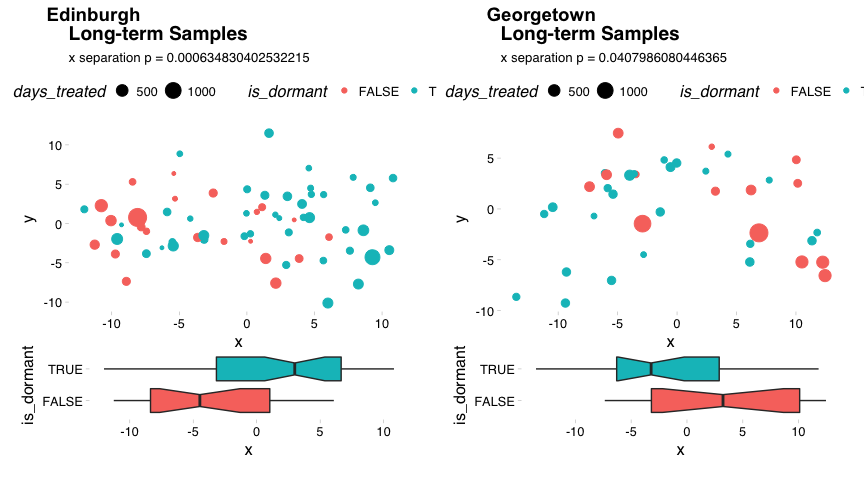 Edinburgh
Long-term Samples
x separation p = 0.000634830402532215
days_treated 500 1000 is_dormant FALSE T
10
5
0
-5
-10
y
-10 -5 0 5 10
x
TRUE
FALSE
is_dormant
-10 -5 0 5 10
x
Georgetown
Long-term Samples
x separation p = 0.0407986080446365
days_treated 500 1000 is_dormant FALSE T
5
0
-5
-10
y
-10 -5 0 5 10
x
TRUE
FALSE
is_dormant
-10 -5 0 5 10
x